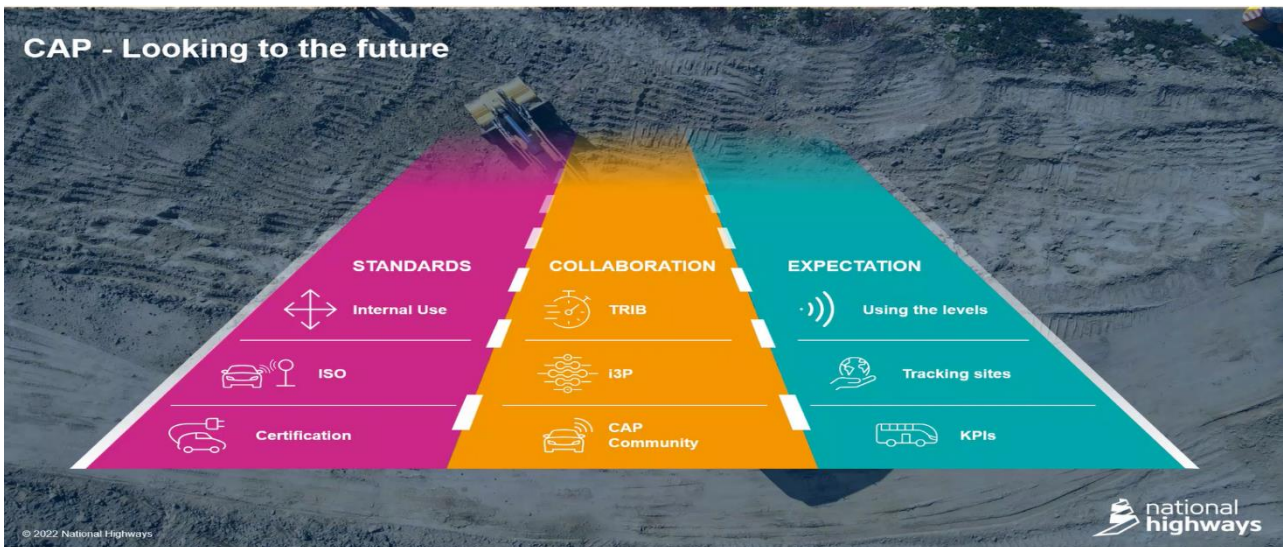 CAP - Looking to the future
STANDARDS
Internal Use
ISO
Certification
COLLABORATION
TRIB
i3P
CAP
Community
EXPECTATION
Using the levels
Tracking sites
KPIs
© 2022 National Highways
national
highways